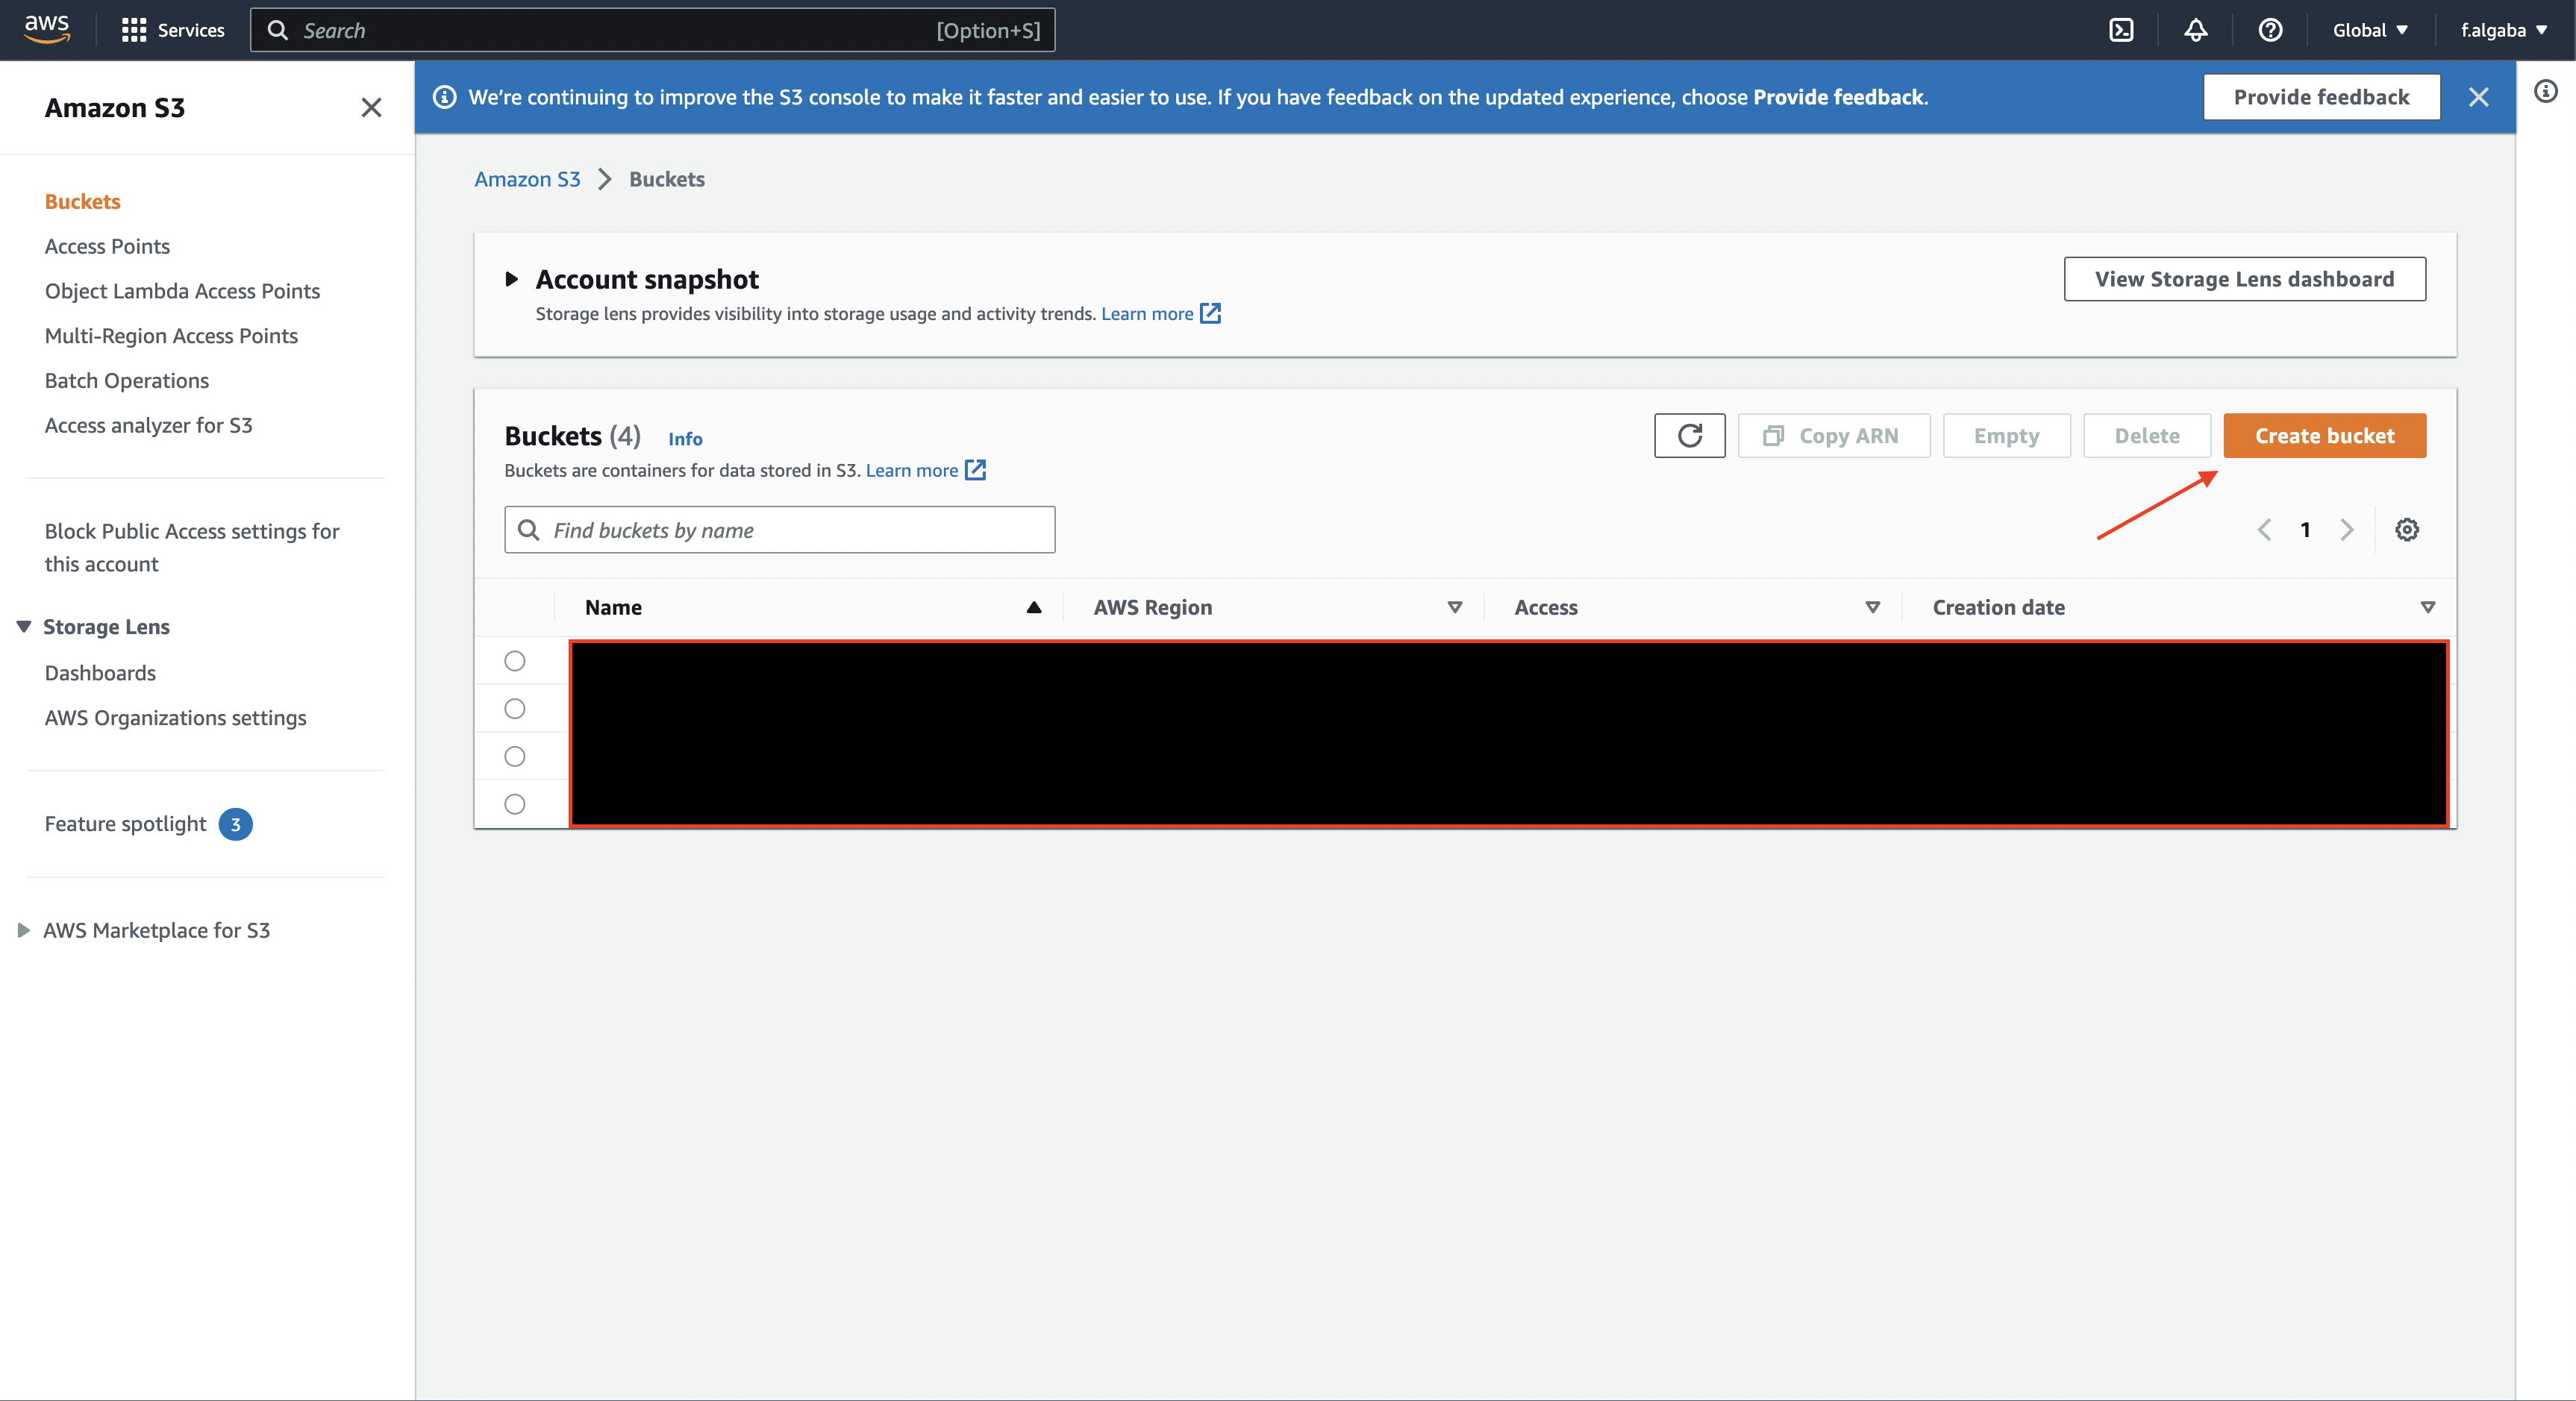 aws
Services
Search
[Option+S]
Global
f.algaba
Amazon S3
Buckets
Access Points
Object Lambda Access Points
Multi-Region Access Points
Batch Operations
Access analyzer for S3
Block Public Access settings for
this account
Storage Lens
Dashboards
AWS Organizations settings
Feature spotlight 3
AWS Marketplace for S3
We're continuing to improve the S3 console to make it faster and easier to use. If you have feedback on the updated experience, choose Provide feedback.
Provide feedback
Amazon S3 > Buckets
Account snapshot
View Storage Lens dashboard
Storage lens provides visibility into storage usage and activity trends. Learn more
Buckets (4) Info
Copy ARN
Empty
Delete
Create bucket
Buckets are containers for data stored in S3. Learn more
Find buckets by name
1
Name
AWS Region
Access
Creation date